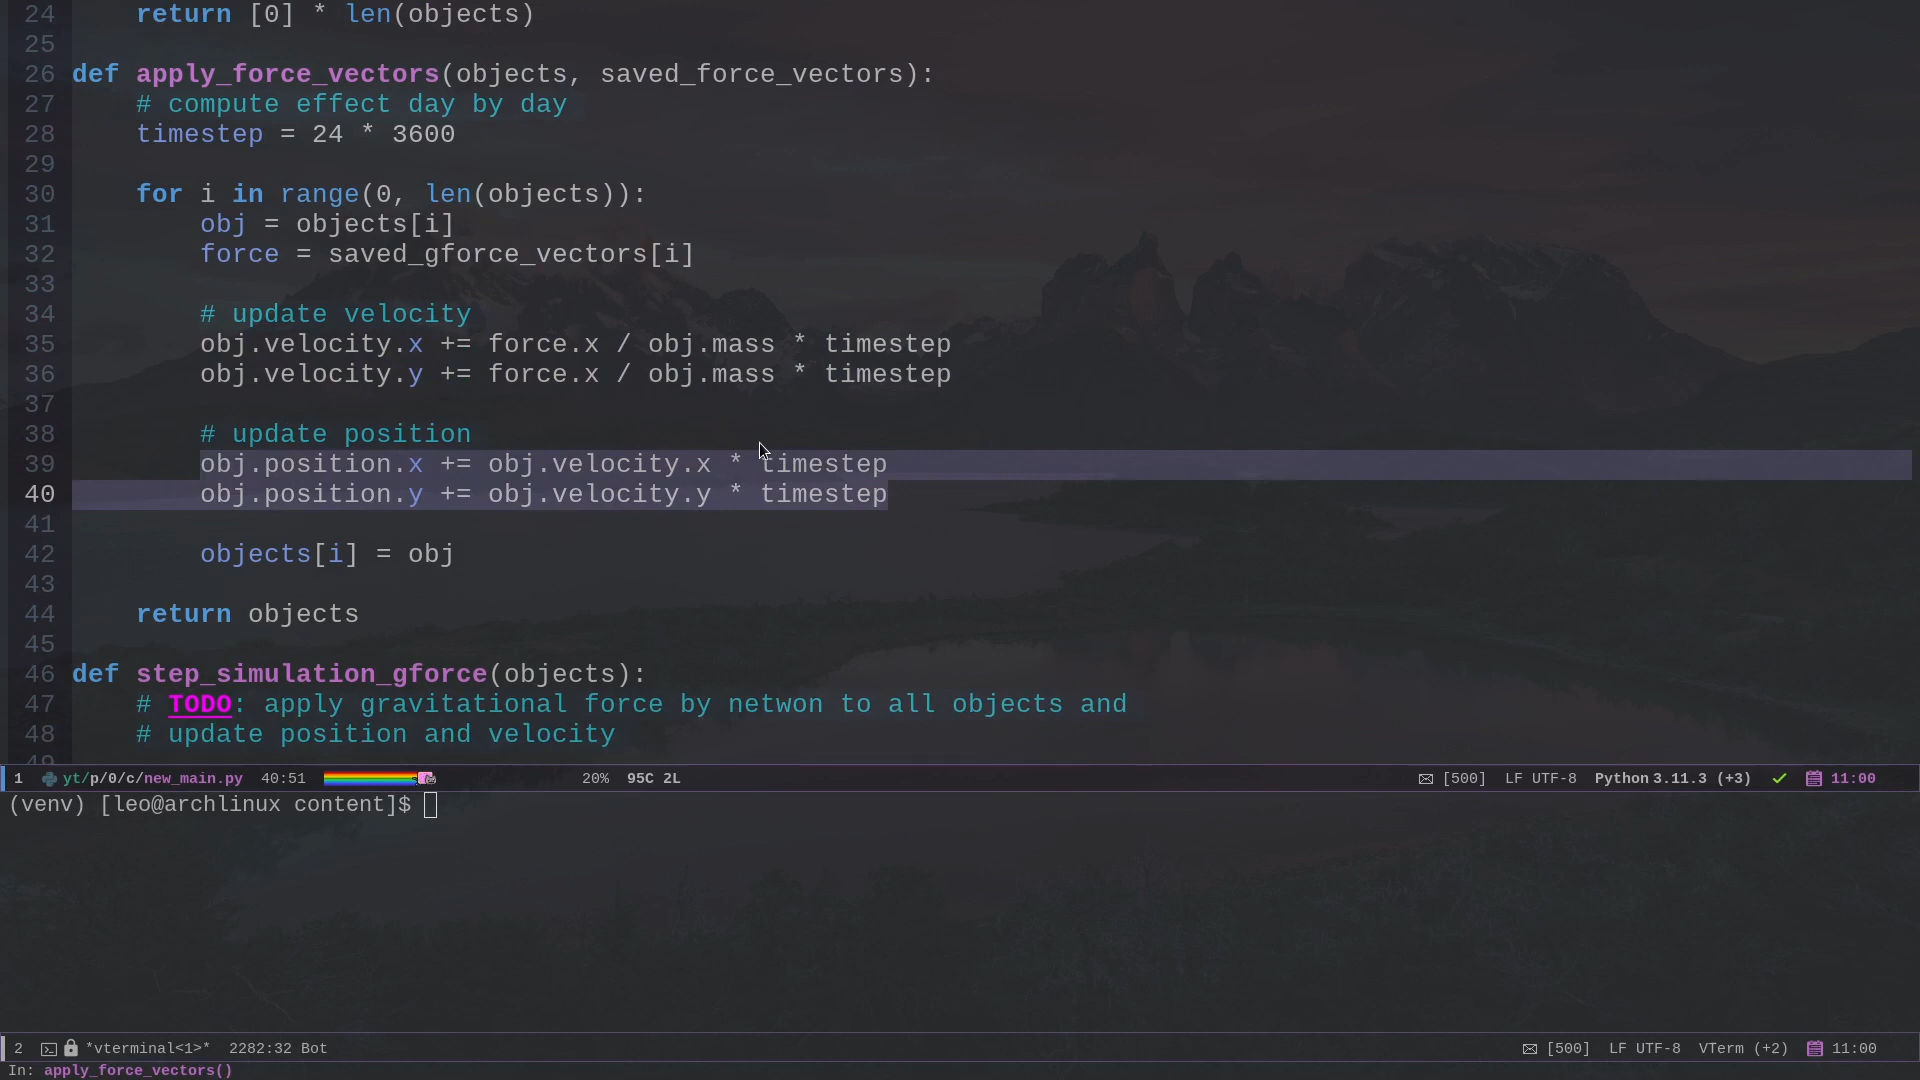 24     return [0] * len(objects)
25
26 def apply_force_vectors(objects, saved_force_vectors):
27     # compute effect day by day
28     timestep = 24 * 3600
29
30     for i in range(0, len(objects)):
31         obj = objects[i]
32         force = saved_gforce_vectors[i]
33
34         # update velocity
35         obj.velocity.x += force.x / obj.mass * timestep
36         obj.velocity.y += force.x / obj.mass * timestep
37
38         # update position
39         obj.position.x += obj.velocity.x * timestep
40         obj.position.y += obj.velocity.y * timestep
41
42         objects[i] = obj
43
44     return objects
45
46 def step_simulation_gforce(objects):
47     # TODO: apply gravitational force by netwon to all objects and
48     # update position and velocity
49
1 yt/p/0/c/new_main.py 40:51 20% 95C 2L [500] LF UTF-8 Python 3.11.3 (+3) 11:00
(venv) [leo@archlinux content]$
2 *vterminal<1>* 2282:32 Bot [500] LF UTF-8 VTerm (+2) 11:00
In: apply_force_vectors()